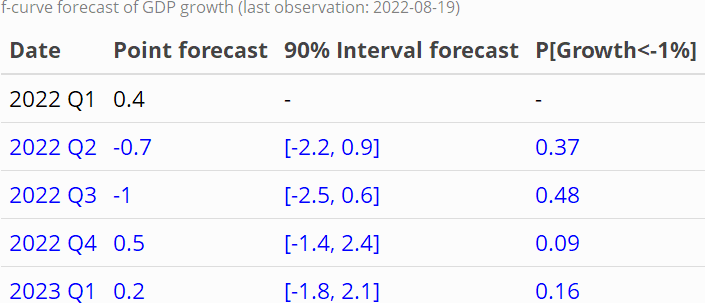 f-curve forecast of GDP growth (last observation: 2022-08-19)
Date Point forecast 90% Interval forecast P[Growth<-1%]
2022 Q1 0.4 - -
2022 Q2 -0.7 [-2.2, 0.9] 0.37
2022 Q3 -1 [-2.5, 0.6] 0.48
2022 Q4 0.5 [-1.4, 2.4] 0.09
2023 Q1 0.2 [-1.8, 2.1] 0.16